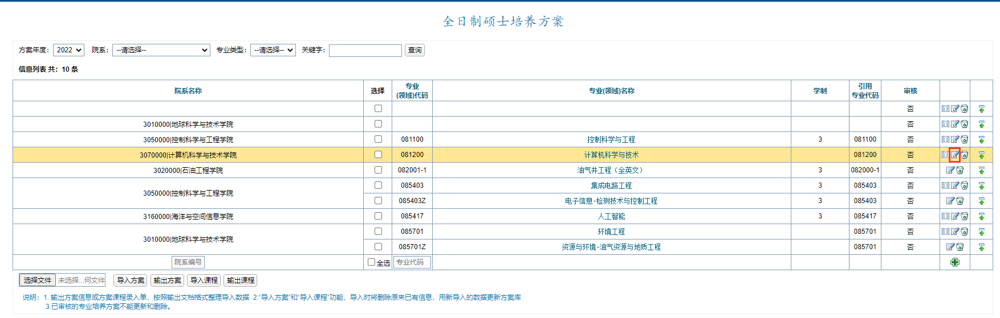 全日制硕士培养方案
方案年度: 2022 院系: --请选择-- 专业类型: --请选择-- 关键字: 查询
信息列表 共: 10 条
院系名称 选择 专业(领域)代码 专业(领域)名称 学制 引用专业代码 审核
否
3010000|地球科学与技术学院 否
3050000|控制科学与工程学院 081100 控制科学与工程 3 081100 否
3070000|计算机科学与技术学院 081200 计算机科学与技术 081200 否
3020000|石油工程学院 082001-1 油气井工程（全英文） 3 082000-1 否
3050000|控制科学与工程学院 085403 集成电路工程 3 085403 否
085403Z 电子信息-检测技术与控制工程 3 085403 否
3160000|海洋与空间信息学院 085417 人工智能 3 085417 否
3010000|地球科学与技术学院 085701 环境工程 085701 否
085701Z 资源与环境-油气资源与地质工程 085701 否
院系编号 全选 专业代码
选择文件 未选择...何文件 导入方案 输出方案 导入课程 输出课程
说明: 1. 输出方案信息或方案课程录入单，按照输出文档格式整理导入数据 2.“导入方案”和“导入课程”功能，导入时将删除原来已有信息，用新导入的数据更新方案库
3.已审核的专业培养方案不能更新和删除。